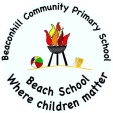 Beaconhill Community Primary School
Beach School
Where children matter